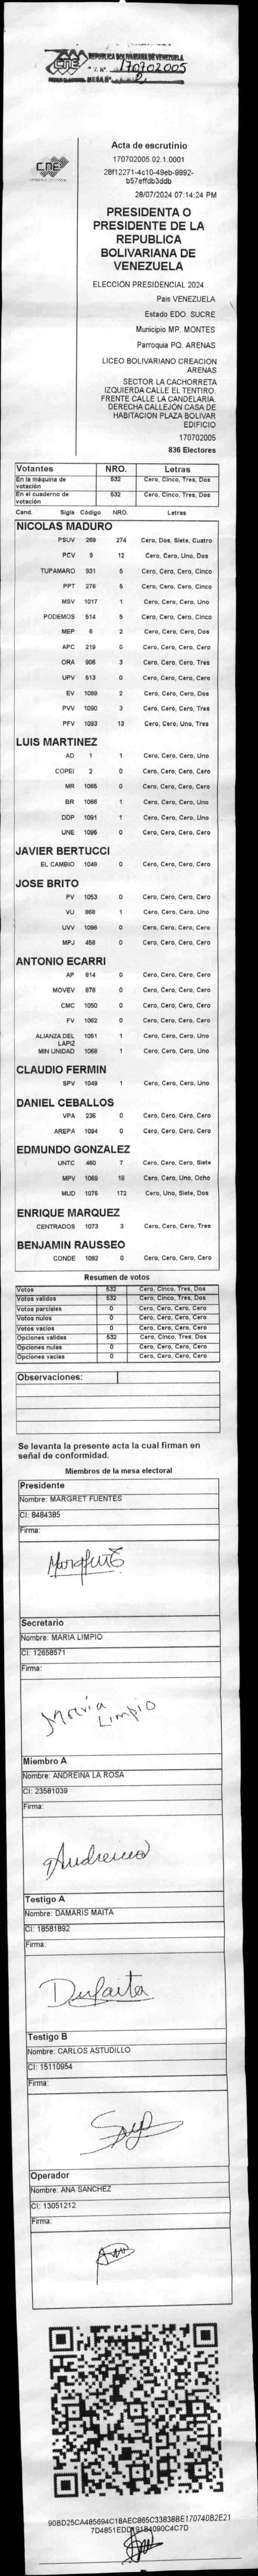 REPUBLICA BOLIVARIANA DE VENEZUELA
CNE
170702005
MESA Nº 2
CNE
Acta de escrutinio
170702005.02.1.0001
28f12271-4c10-49eb-9992-
b57effdb3ddb
28/07/2024 07:14:24 PM
PRESIDENTA O
PRESIDENTE DE LA
REPUBLICA
BOLIVARIANA DE
VENEZUELA
ELECCIÓN PRESIDENCIAL 2024
Pais VENEZUELA
Estado EDO. SUCRE
Municipio MP. MONTES
Parroquia PQ. ARENAS
LICEO BOLIVARIANO CREACION
ARENAS
SECTOR LA CACHORRETA
IZQUIERDA CALLE EL TENTIRO.
FRENTE CALLE LA CANDELARIA.
DERECHA CALLEJÓN CASA DE
HABITACION PLAZA BOLIVAR
EDIFICIO
170702005
836 Electores
Votantes NRO. Letras
En la máquina de votación 532 Cero, Cinco, Tres, Dos
En el cuaderno de votación 532 Cero, Cinco, Tres, Dos
Cand. Sigla Código NRO. Letras
NICOLAS MADURO
PSUV 269 274 Cero, Dos, Siete, Cuatro
PCV 9 12 Cero, Cero, Uno, Dos
TUPAMARO 931 5 Cero, Cero, Cero, Cinco
PPT 276 5 Cero, Cero, Cero, Cinco
MSV 1017 1 Cero, Cero, Cero, Uno
PODEMOS 514 5 Cero, Cero, Cero, Cinco
MEP 6 2 Cero, Cero, Cero, Dos
APC 219 0 Cero, Cero, Cero, Cero
ORA 906 3 Cero, Cero, Cero, Tres
UPV 513 0 Cero, Cero, Cero, Cero
EV 1089 2 Cero, Cero, Cero, Dos
PVV 1090 3 Cero, Cero, Cero, Tres
PFV 1093 13 Cero, Cero, Uno, Tres
LUIS MARTINEZ
AD 1 1 Cero, Cero, Cero, Uno
COPEI 2 0 Cero, Cero, Cero, Cero
MR 1065 0 Cero, Cero, Cero, Cero
BR 1066 1 Cero, Cero, Cero, Uno
DDP 1091 1 Cero, Cero, Cero, Uno
UNE 1095 0 Cero, Cero, Cero, Cero
JAVIER BERTUCCI
EL CAMBIO 1048 0 Cero, Cero, Cero, Cero
JOSE BRITO
PV 1053 0 Cero, Cero, Cero, Cero
VU 868 1 Cero, Cero, Cero, Uno
UVV 1096 0 Cero, Cero, Cero, Cero
MPJ 458 0 Cero, Cero, Cero, Cero
ANTONIO ECARRI
AP 814 0 Cero, Cero, Cero, Cero
MOVEV 878 0 Cero, Cero, Cero, Cero
CMC 1050 0 Cero, Cero, Cero, Cero
FV 1062 0 Cero, Cero, Cero, Cero
ALIANZA DEL LAPIZ 1061 1 Cero, Cero, Cero, Uno
MIN UNIDAD 1068 1 Cero, Cero, Cero, Uno
CLAUDIO FERMIN
SPV 1049 1 Cero, Cero, Cero, Uno
DANIEL CEBALLOS
VPA 236 0 Cero, Cero, Cero, Cero
AREPA 1094 0 Cero, Cero, Cero, Cero
EDMUNDO GONZALEZ
UNTC 460 7 Cero, Cero, Cero, Siete
MPV 1069 18 Cero, Cero, Uno, Ocho
MUD 1075 172 Cero, Uno, Siete, Dos
ENRIQUE MARQUEZ
CENTRADOS 1073 3 Cero, Cero, Cero, Tres
BENJAMIN RAUSSEO
CONDE 1092 0 Cero, Cero, Cero, Cero
Resumen de votos
Votos 532 Cero, Cinco, Tres, Dos
Votos validos 532 Cero, Cinco, Tres, Dos
Votos parciales 0 Cero, Cero, Cero, Cero
Votos nulos 0 Cero, Cero, Cero, Cero
Votos vacios 0 Cero, Cero, Cero, Cero
Opciones validas 532 Cero, Cinco, Tres, Dos
Opciones nulas 0 Cero, Cero, Cero, Cero
Opciones vacias 0 Cero, Cero, Cero, Cero
Observaciones:
Se levanta la presente acta la cual firman en
señal de conformidad.
Miembros de la mesa electoral
Presidente
Nombre: MARGRET FUENTES
CI: 8484385
Firma:
Secretario
Nombre: MARIA LIMPIO
CI: 12658571
Firma:
María
Limpio
Miembro A
Nombre: ANDREINA LA ROSA
CI: 23581039
Firma:
Andreina
Testigo A
Nombre: DAMARIS MAITA
CI: 18581892
Firma:
Testigo B
Nombre: CARLOS ASTUDILLO
CI: 15110954
Firma:
Operador
Nombre: ANA SANCHEZ
CI: 13051212
Firma:
90BD25CA485694C18AEC865C33838BE170740B2E21